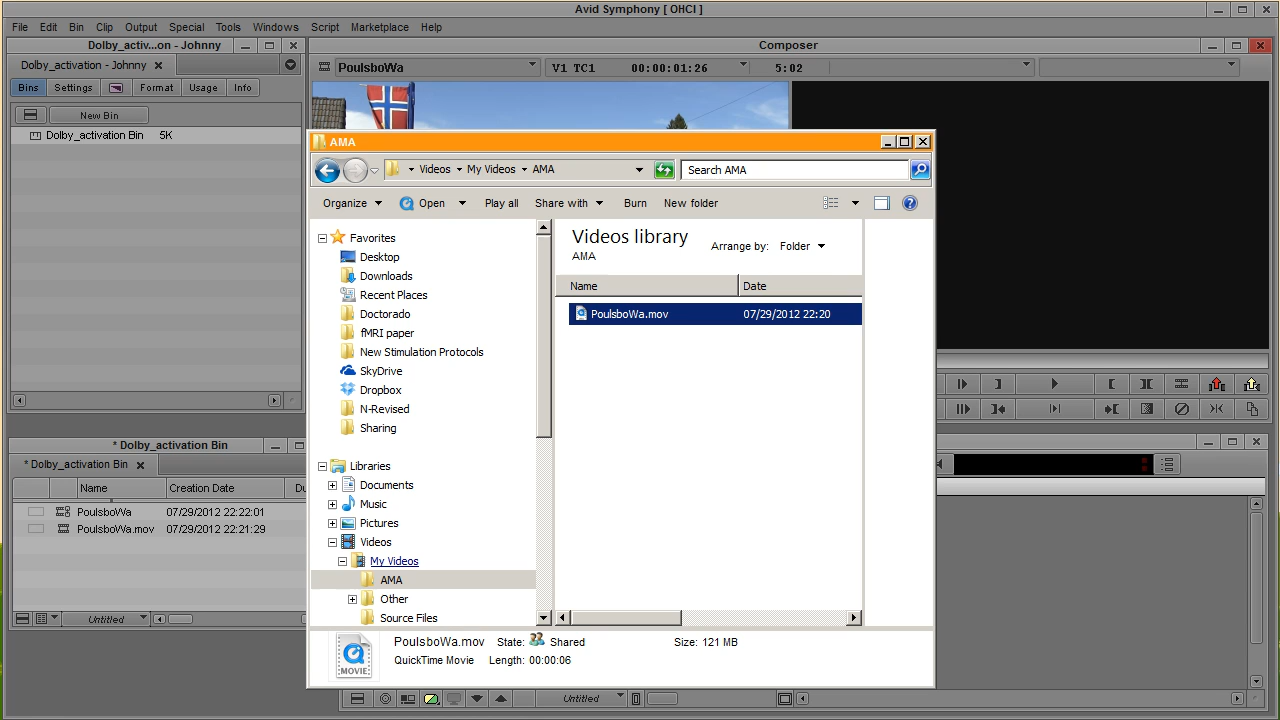 Avid Symphony [ OHCI ]
File Edit Bin Clip Output Special Tools Windows Script Marketplace Help
Dolby_activ...on - Johnny
Composer
Dolby_activation - Johnny
PoulsboWa V1 TC1 00:00:01:26 5:02
Bins Settings Format Usage Info
New Bin
Dolby_activation Bin 5K
AMA
Videos My Videos AMA
Search AMA
Organize Open Play all Share with Burn New folder
Favorites
Desktop
Downloads
Recent Places
Doctorado
fMRI paper
New Stimulation Protocols
SkyDrive
Dropbox
N-Revised
Sharing
Libraries
Documents
Music
Pictures
Videos
My Videos
AMA
Other
Source Files
Videos library
AMA
Arrange by: Folder
Name Date
PoulsboWa.mov 07/29/2012 22:20
PoulsboWa.mov State: Shared Size: 121 MB
QuickTime Movie Length: 00:00:06
MOVIE
* Dolby_activation Bin
* Dolby_activation Bin
Name Creation Date Du
PoulsboWa 07/29/2012 22:22:01
PoulsboWa.mov 07/29/2012 22:21:29
Untitled
Untitled